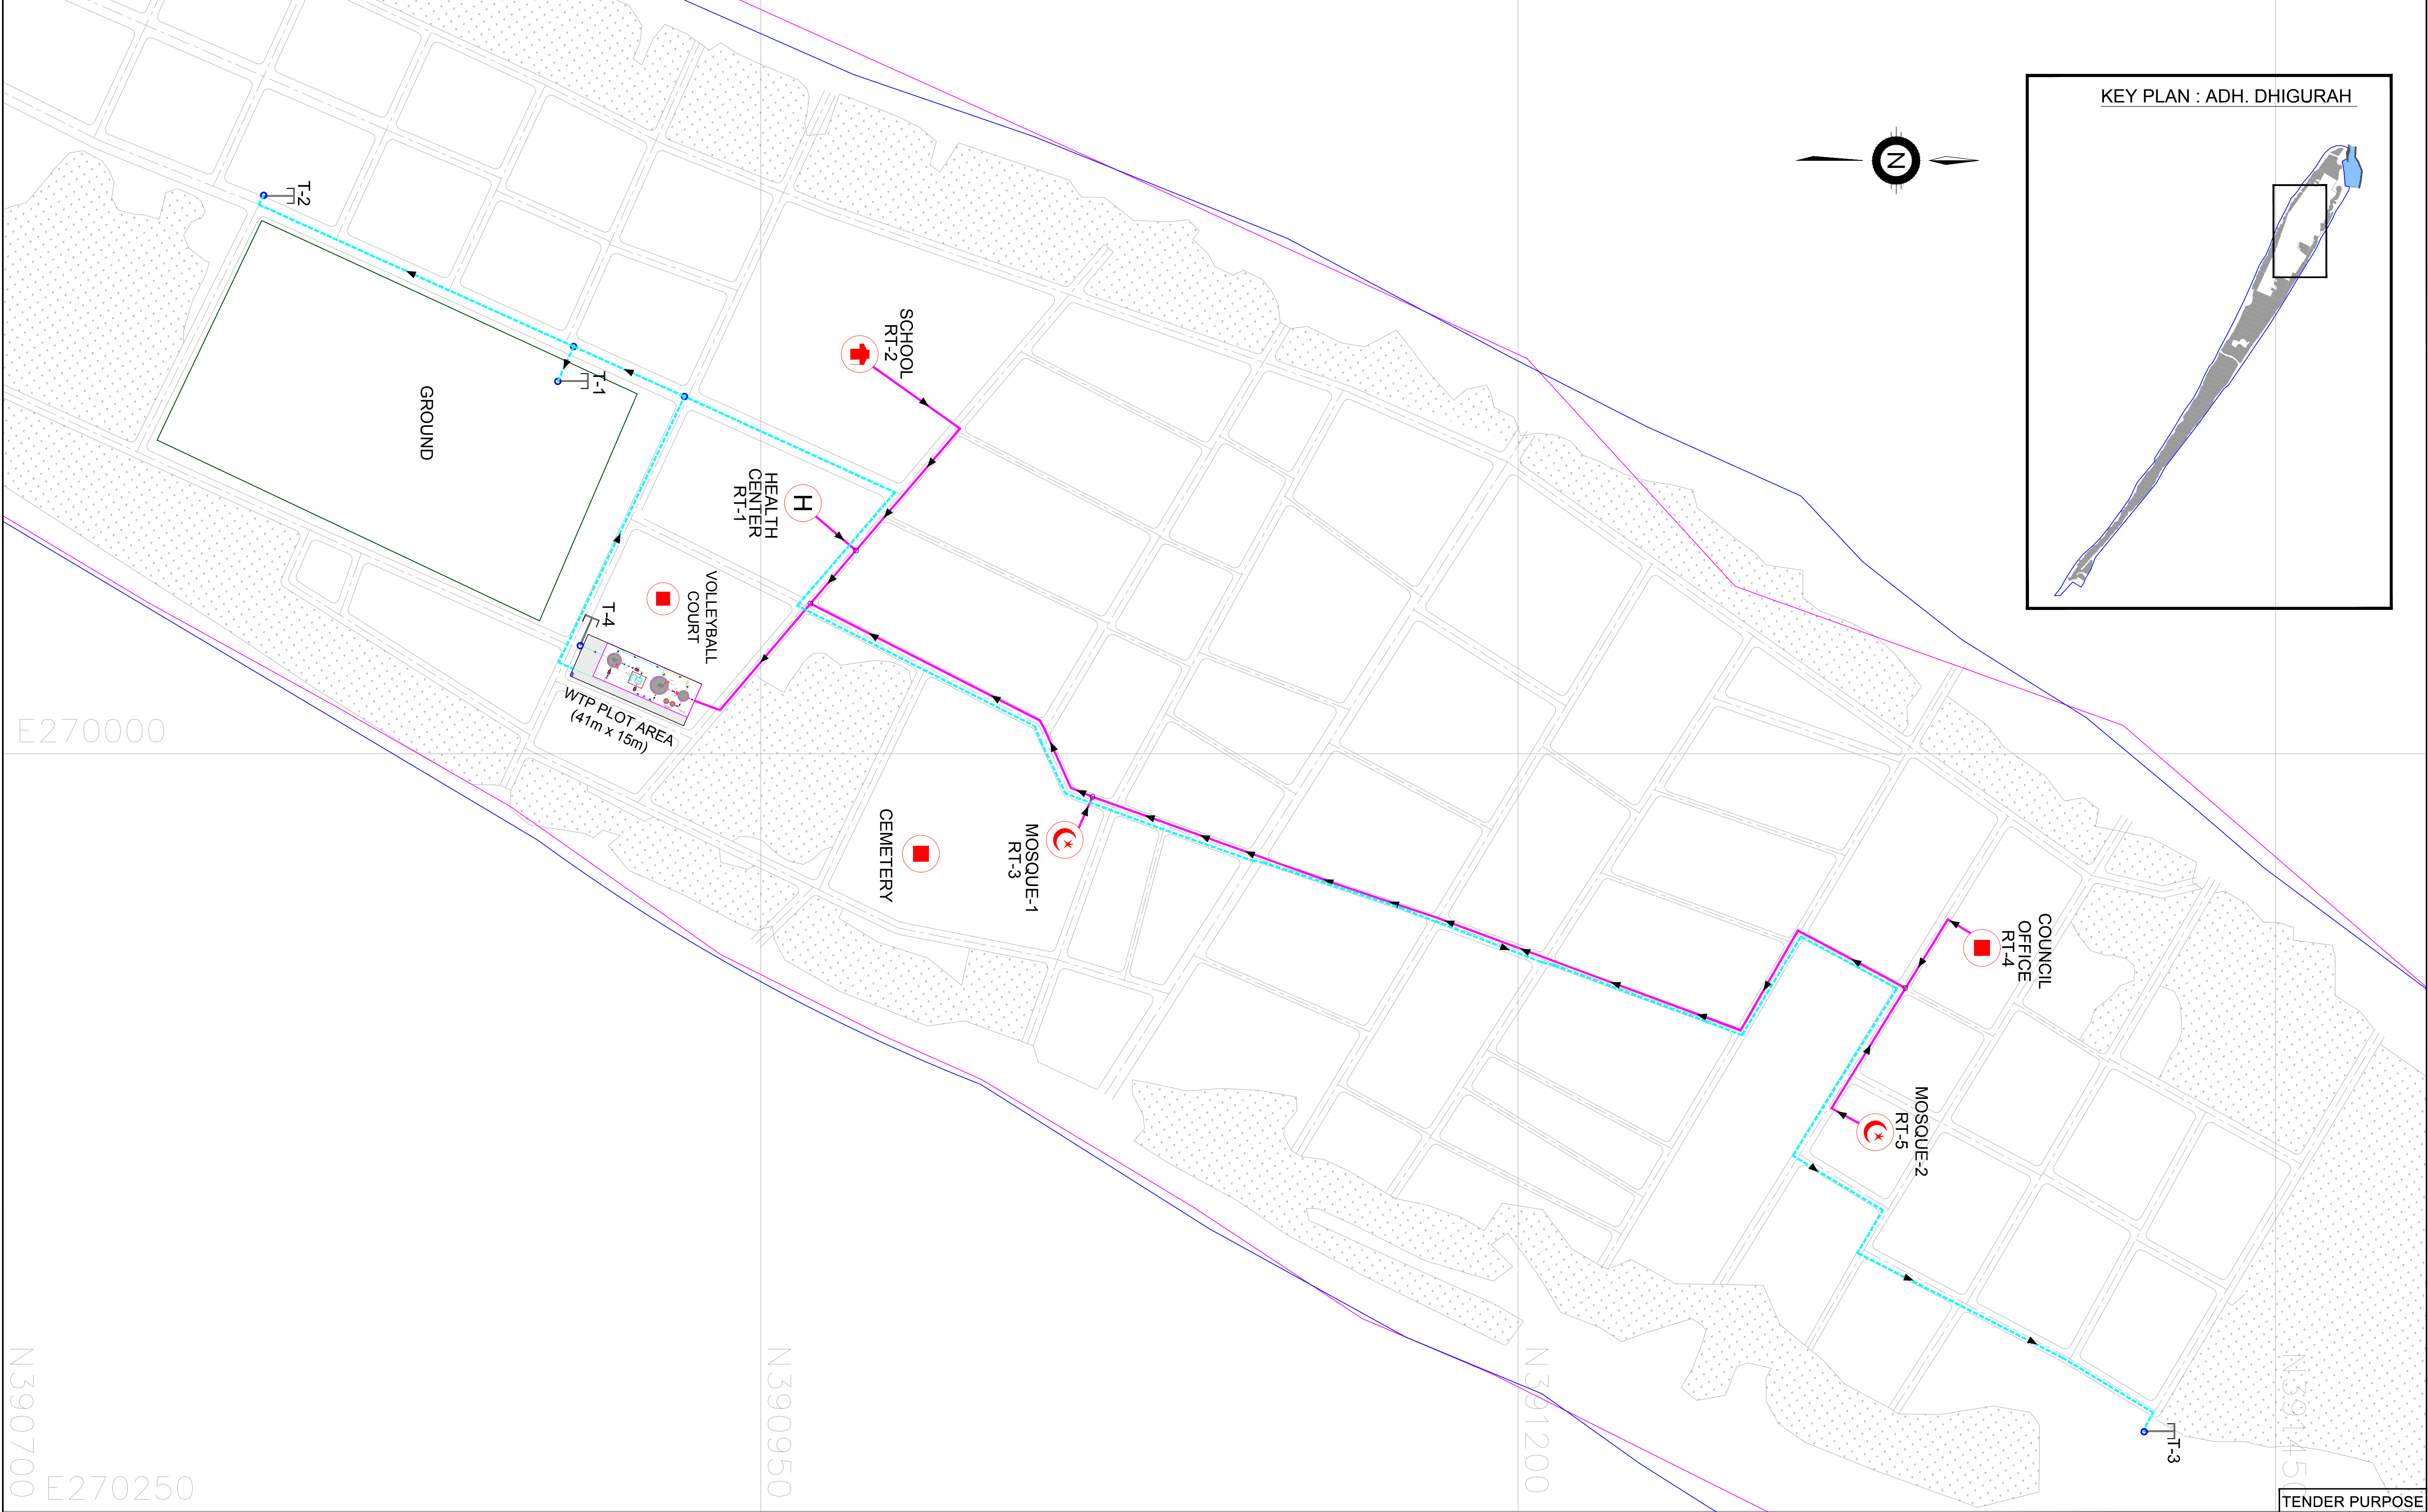 KEY PLAN : ADH. DHIGURAH
N
T-2
T-1
GROUND
SCHOOL
RT-2
H
HEALTH
CENTER
RT-1
VOLLEYBALL
COURT
T-4
WTP PLOT AREA
(41m x 15m)
CEMETERY
MOSQUE-1
RT-3
COUNCIL
OFFICE
RT-4
MOSQUE-2
RT-5
T-3
E270000
E270250
N390700
N390950
N391200
N391450
TENDER PURPOSE